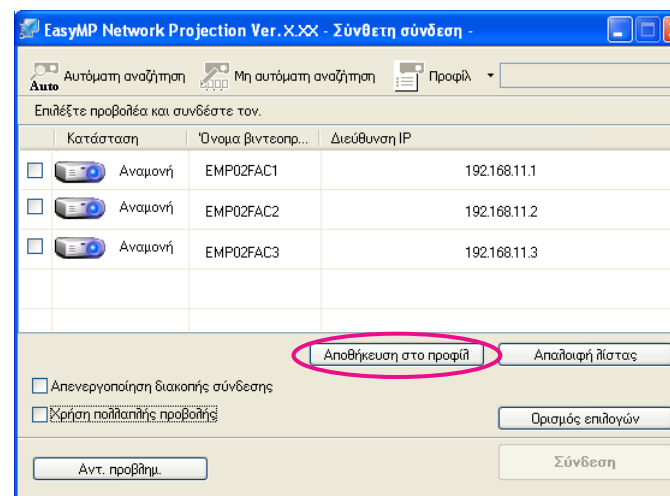 EasyMP Network Projection Ver.X.XX - Σύνθετη σύνδεση -
Auto Αυτόματη αναζήτηση Μη αυτόματη αναζήτηση Προφίλ
Επιλέξτε προβολέα και συνδέστε τον.
Κατάσταση Όνομα βιντεοπρ... Διεύθυνση IP
Αναμονή EMP02FAC1 192.168.11.1
Αναμονή EMP02FAC2 192.168.11.2
Αναμονή EMP02FAC3 192.168.11.3
Αποθήκευση στο προφίλ Απαλοιφή λίστας
Απενεργοποίηση διακοπής σύνδεσης
Χρήση πολλαπλής προβολής Ορισμός επιλογών
Αντ. προβλημ. Σύνδεση